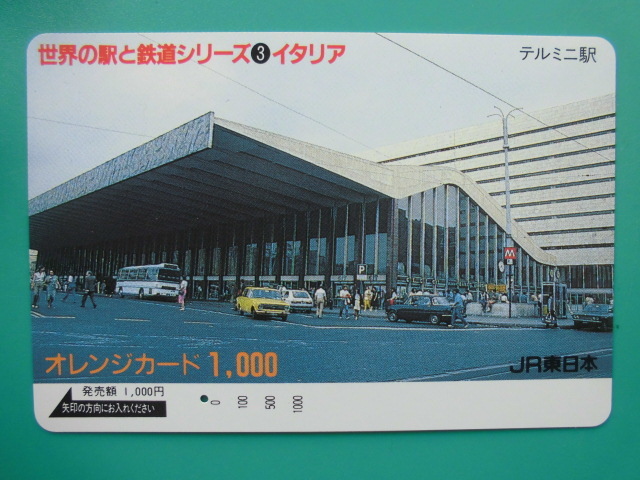 世界の駅と鉄道シリーズ❸イタリア
テルミニ駅
P
M
オレンジカード 1,000
JR東日本
発売額 1,000円
矢印の方向にお入れください
0 100 500 1000